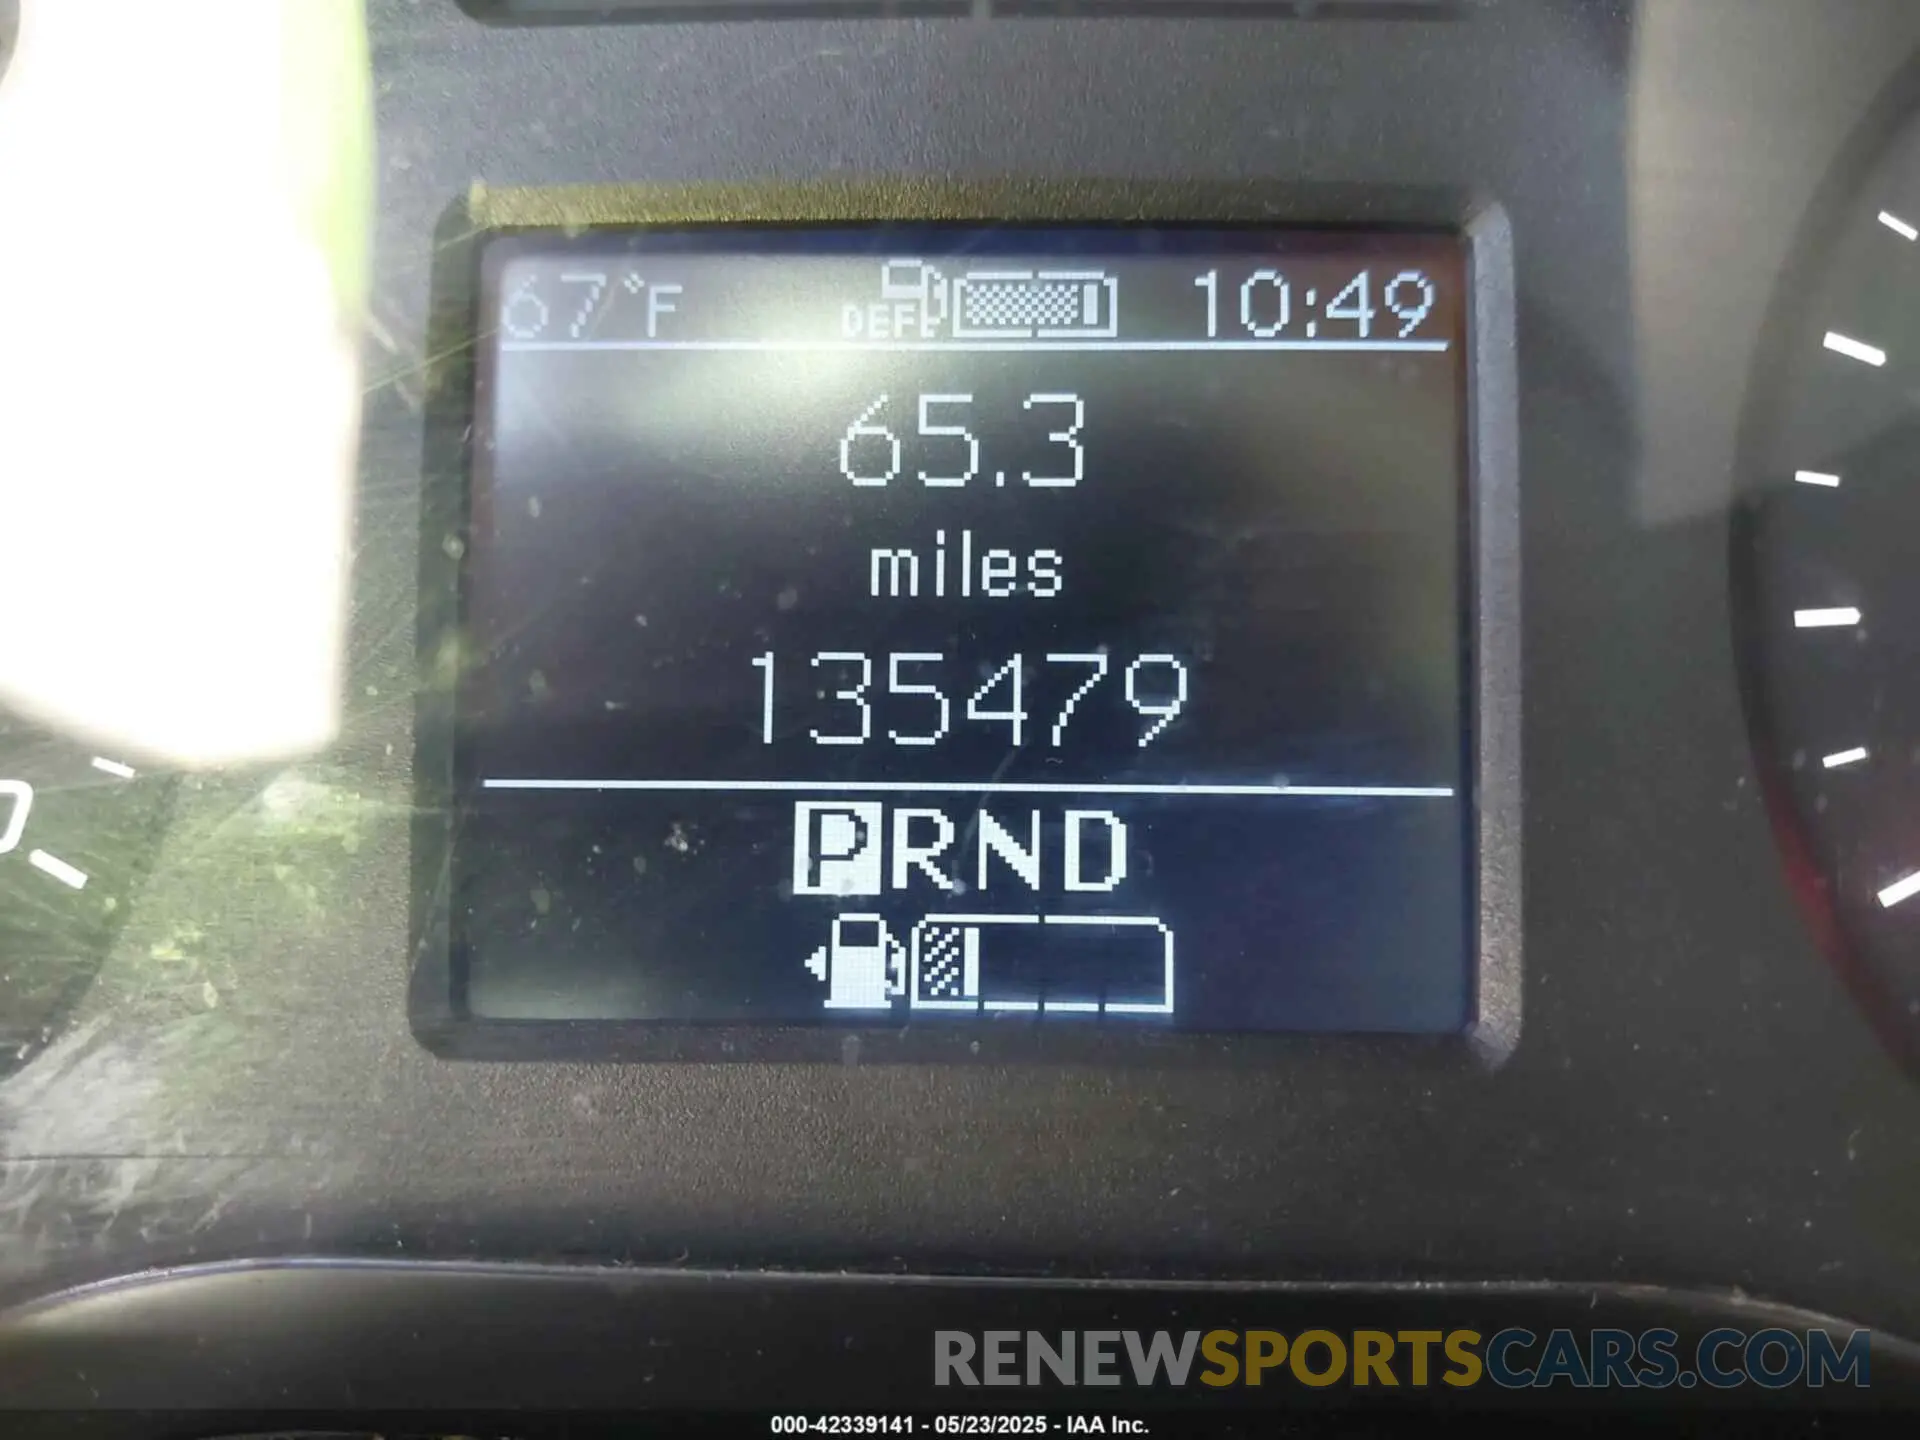 67°F DEF 10:49
65.3
miles
135479
PRND
RENEWSPORTSCARS.COM
000-42339141 - 05/23/2025 - IAA Inc.